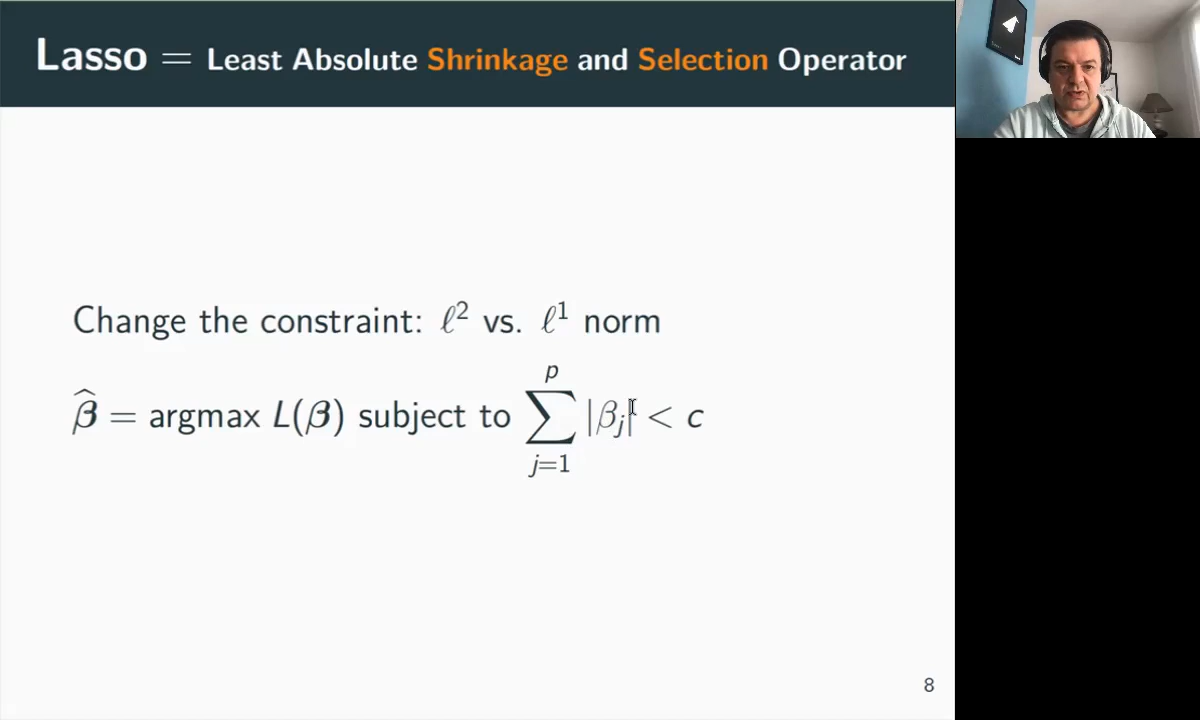 Lasso = Least Absolute Shrinkage and Selection Operator
Change the constraint: ℓ² vs. ℓ¹ norm
β̂ = argmax L(β) subject to ∑_{j=1}^{p} |β_j| < c
8